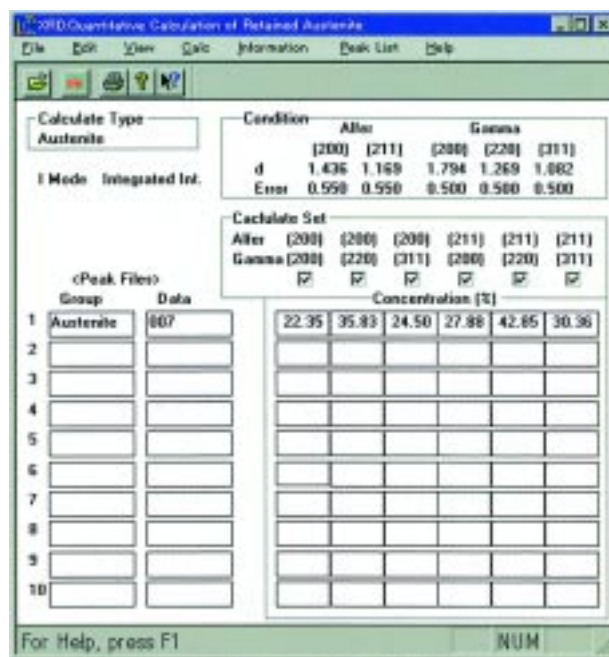 XRD:Quantitative Calculation of Retained Austenite
File Edit View Calc Information Peak List Help
Calculate Type
Austenite
I Mode Integrated Int.
Condition
Alfer Gamma
(200) (211) (200) (220) (311)
d 1.436 1.169 1.794 1.269 1.082
Error 0.550 0.550 0.500 0.500 0.500
Caclulate Set
Alfer (200) (200) (200) (211) (211) (211)
Gamma (200) (220) (311) (200) (220) (311)
<Peak Files>
Group Data Concentration (%)
1 Austenite 007 22.35 35.83 24.50 27.88 42.85 30.36
2
3
4
5
6
7
8
9
10
For Help, press F1 NUM